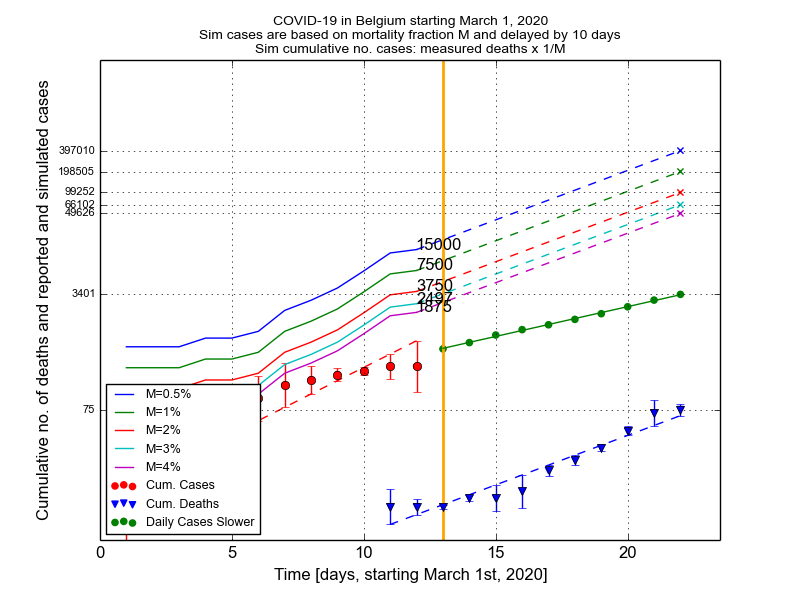 COVID-19 in Belgium starting March 1, 2020
Sim cases are based on mortality fraction M and delayed by 10 days
Sim cumulative no. cases: measured deaths x 1/M
Cumulative no. of deaths and reported and simulated cases
397010
198505
99252
66102
49626
3401
75
15000
7500
3750
2497
1875
M=0.5%
M=1%
M=2%
M=3%
M=4%
Cum. Cases
Cum. Deaths
Daily Cases Slower
0 5 10 15 20
Time [days, starting March 1st, 2020]